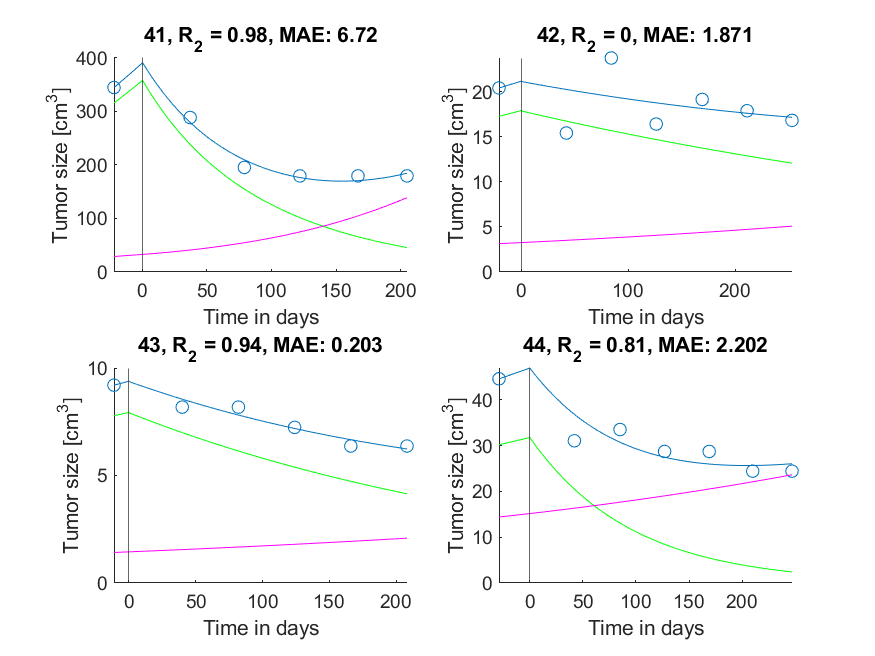 41, R2 = 0.98, MAE: 6.72
Tumor size [cm3]
400
300
200
100
0
0 50 100 150 200
Time in days
42, R2 = 0, MAE: 1.871
Tumor size [cm3]
20
15
10
5
0
0 100 200
Time in days
43, R2 = 0.94, MAE: 0.203
Tumor size [cm3]
10
5
0
0 50 100 150 200
Time in days
44, R2 = 0.81, MAE: 2.202
Tumor size [cm3]
40
30
20
10
0
0 50 100 150 200
Time in days